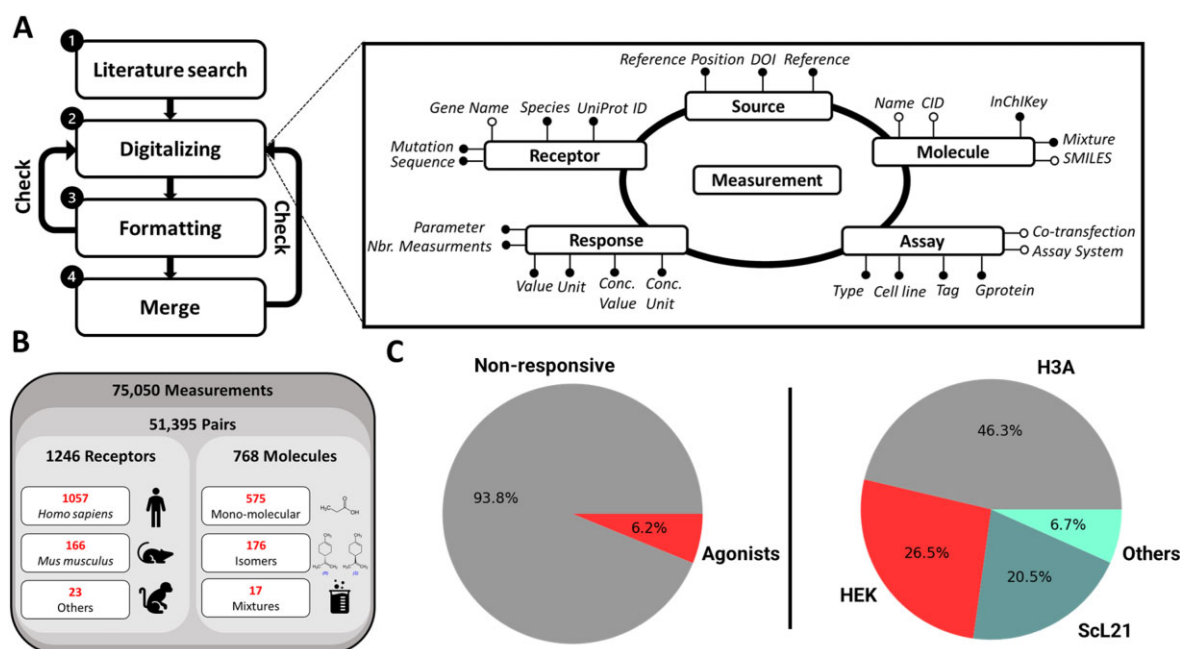 A
1
Literature search
2
Digitalizing
3
Formatting
4
Merge
Check
Check
Reference Position DOI Reference
Source
Gene Name Species UniProt ID
Mutation
Sequence
Receptor
Name CID InChIKey
Mixture
SMILES
Molecule
Measurement
Parameter
Nbr. Measurments
Response
Value Unit Conc. Value Conc. Unit
Assay
Co-transfection
Assay System
Type Cell line Tag Gprotein
B
75,050 Measurements
51,395 Pairs
1246 Receptors
1057
Homo sapiens
166
Mus musculus
23
Others
768 Molecules
575
Mono-molecular
176
Isomers
17
Mixtures
C
Non-responsive
93.8%
6.2%
Agonists
H3A
46.3%
26.5%
HEK
20.5%
ScL21
6.7%
Others